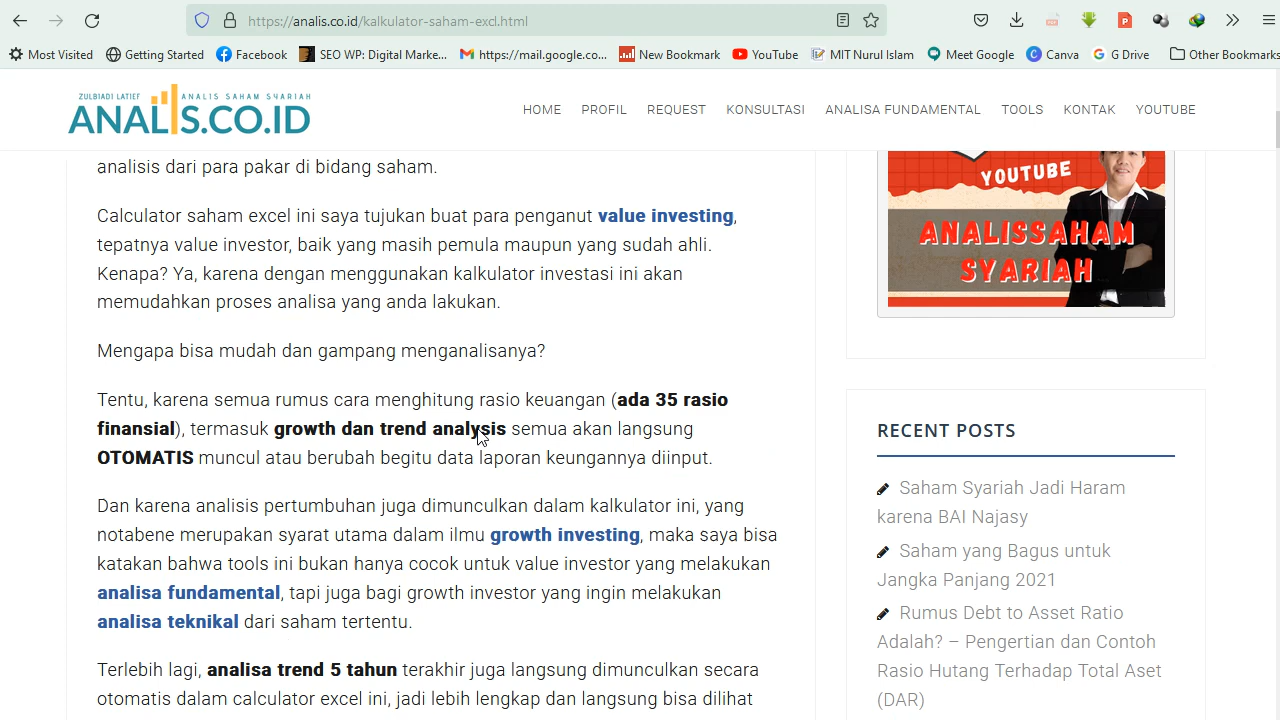 https://analis.co.id/kalkulator-saham-excl.html
Most Visited
Getting Started
Facebook
SEO WP: Digital Marke...
https://mail.google.co...
New Bookmark
YouTube
MIT Nurul Islam
Meet Google
Canva
G Drive
Other Bookmarks
ZULBIADI LATIEF ANALIS SAHAM SYARIAH
ANALIS.CO.ID
HOME PROFIL REQUEST KONSULTASI ANALISA FUNDAMENTAL TOOLS KONTAK YOUTUBE
analisis dari para pakar di bidang saham.
Calculator saham excel ini saya tujukan buat para penganut value investing,
tepatnya value investor, baik yang masih pemula maupun yang sudah ahli.
Kenapa? Ya, karena dengan menggunakan kalkulator investasi ini akan
memudahkan proses analisa yang anda lakukan.
Mengapa bisa mudah dan gampang menganalisanya?
Tentu, karena semua rumus cara menghitung rasio keuangan (ada 35 rasio
finansial), termasuk growth dan trend analysis semua akan langsung
OTOMATIS muncul atau berubah begitu data laporan keungannya diinput.
Dan karena analisis pertumbuhan juga dimunculkan dalam kalkulator ini, yang
notabene merupakan syarat utama dalam ilmu growth investing, maka saya bisa
katakan bahwa tools ini bukan hanya cocok untuk value investor yang melakukan
analisa fundamental, tapi juga bagi growth investor yang ingin melakukan
analisa teknikal dari saham tertentu.
Terlebih lagi, analisa trend 5 tahun terakhir juga langsung dimunculkan secara
otomatis dalam calculator excel ini, jadi lebih lengkap dan langsung bisa dilihat
YOUTUBE
ANALISSAHAM
SYARIAH
RECENT POSTS
Saham Syariah Jadi Haram
karena BAI Najasy
Saham yang Bagus untuk
Jangka Panjang 2021
Rumus Debt to Asset Ratio
Adalah? – Pengertian dan Contoh
Rasio Hutang Terhadap Total Aset
(DAR)